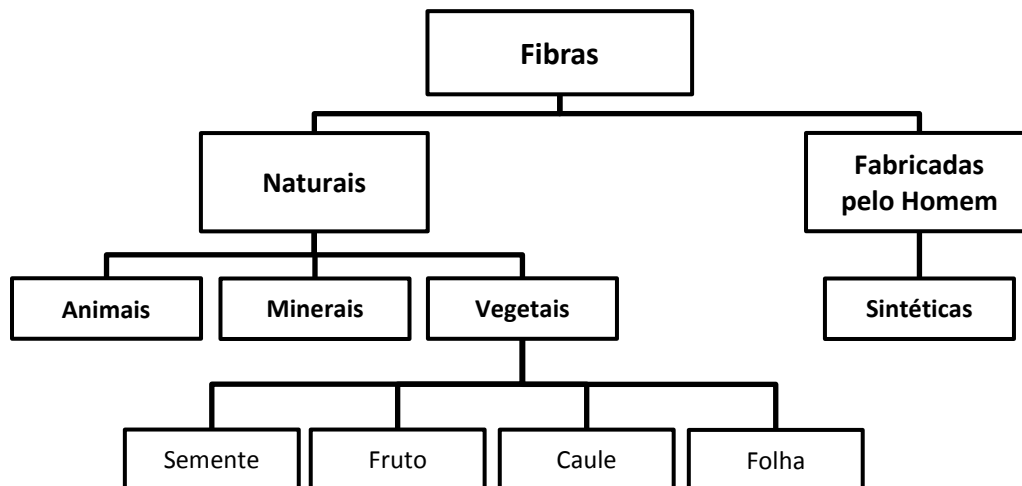 Fibras
Naturais
Fabricadas
pelo Homem
Animais
Minerais
Vegetais
Sintéticas
Semente
Fruto
Caule
Folha